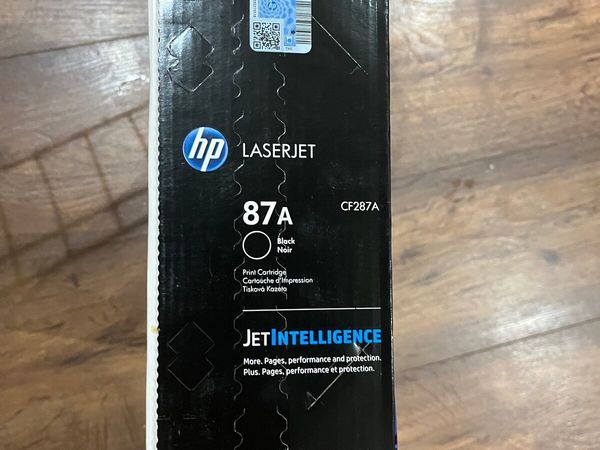 hp
LASERJET
87A
CF287A
Black
Noir
Print Cartridge
Cartouche d'Impression
Tisková Kazeta
JETINTELLIGENCE
More. Pages, performance and protection.
Plus. Pages, performance et protection.